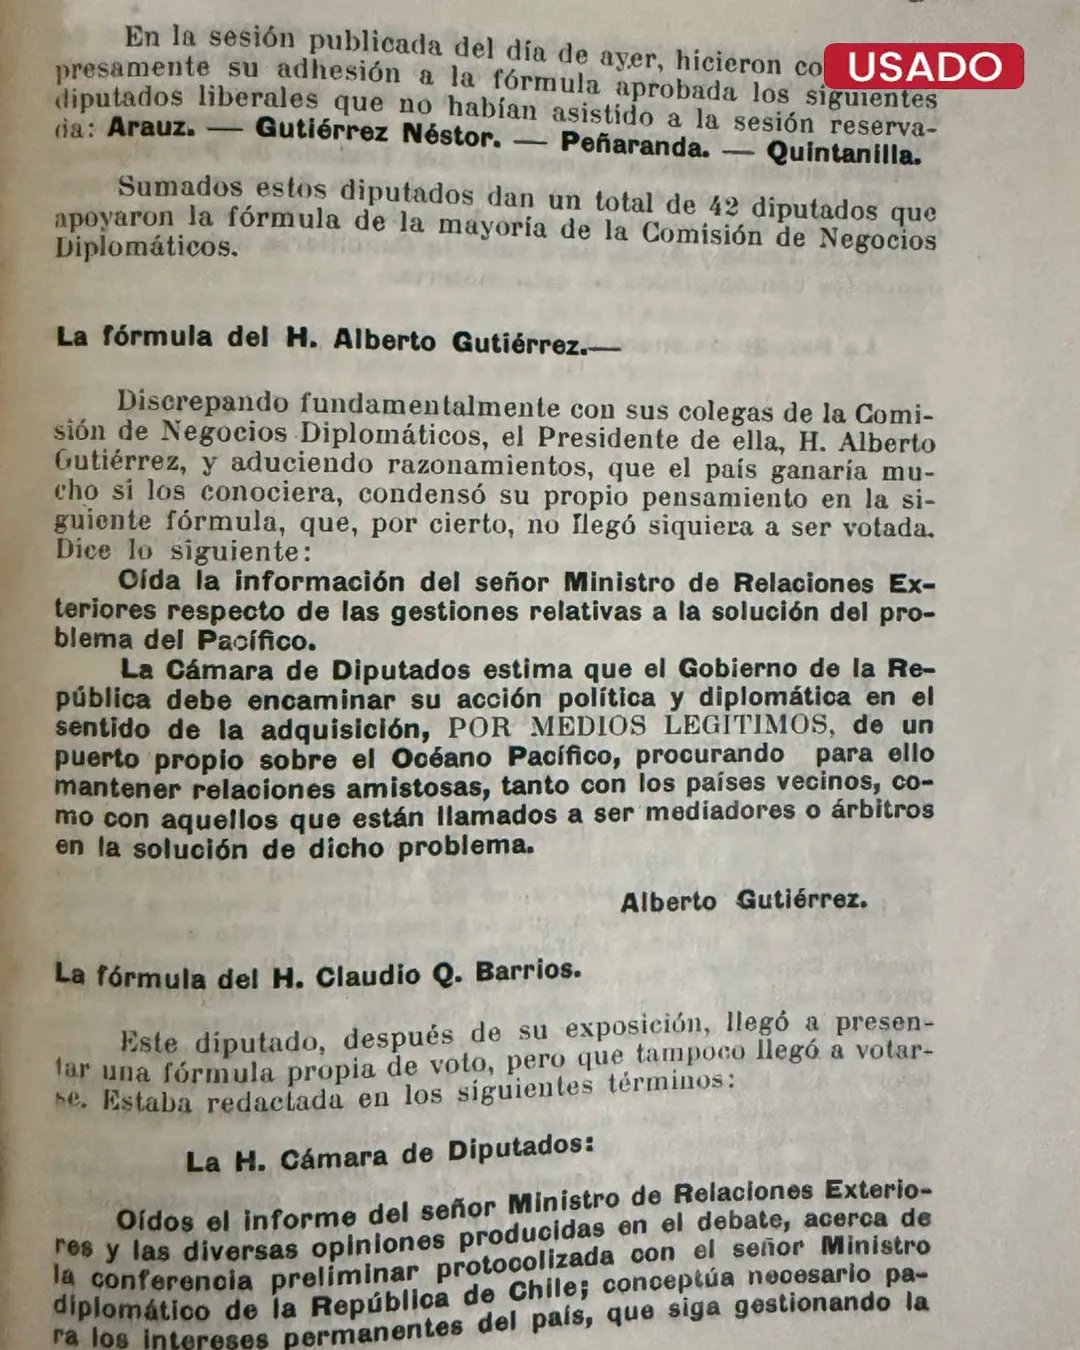 En la sesión publicada del día de ayer, hicieron co
USADO
presamente su adhesión a la fórmula aprobada los siguientes
diputados liberales que no habían asistido a la sesión reserva-
da: Arauz. — Gutiérrez Néstor. — Peñaranda. — Quintanilla.
Sumados estos diputados dan un total de 42 diputados que
apoyaron la fórmula de la mayoría de la Comisión de Negocios
Diplomáticos.
La fórmula del H. Alberto Gutiérrez.—
Discrepando fundamentalmente con sus colegas de la Comi-
sión de Negocios Diplomáticos, el Presidente de ella, H. Alberto
Gutiérrez, y aduciendo razonamientos, que el país ganaría mu-
cho si los conociera, condensó su propio pensamiento en la si-
guiente fórmula, que, por cierto, no llegó siquiera a ser votada.
Dice lo siguiente:
Oída la información del señor Ministro de Relaciones Ex-
teriores respecto de las gestiones relativas a la solución del pro-
blema del Pacífico.
La Cámara de Diputados estima que el Gobierno de la Re-
pública debe encaminar su acción política y diplomática en el
sentido de la adquisición, POR MEDIOS LEGITIMOS, de un
puerto propio sobre el Océano Pacífico, procurando para ello
mantener relaciones amistosas, tanto con los países vecinos, co-
mo con aquellos que están llamados a ser mediadores o árbitros
en la solución de dicho problema.
Alberto Gutiérrez.
La fórmula del H. Claudio Q. Barrios.
Este diputado, después de su exposición, llegó a presen-
tar una fórmula propia de voto, pero que tampoco llegó a votar-
se. Estaba redactada en los siguientes términos:
La H. Cámara de Diputados:
Oídos el informe del señor Ministro de Relaciones Exterio-
res y las diversas opiniones producidas en el debate, acerca de
la conferencia preliminar protocolizada con el señor Ministro
diplomático de la República de Chile; conceptúa necesario pa-
ra los intereses permanentes del país, que siga gestionando la